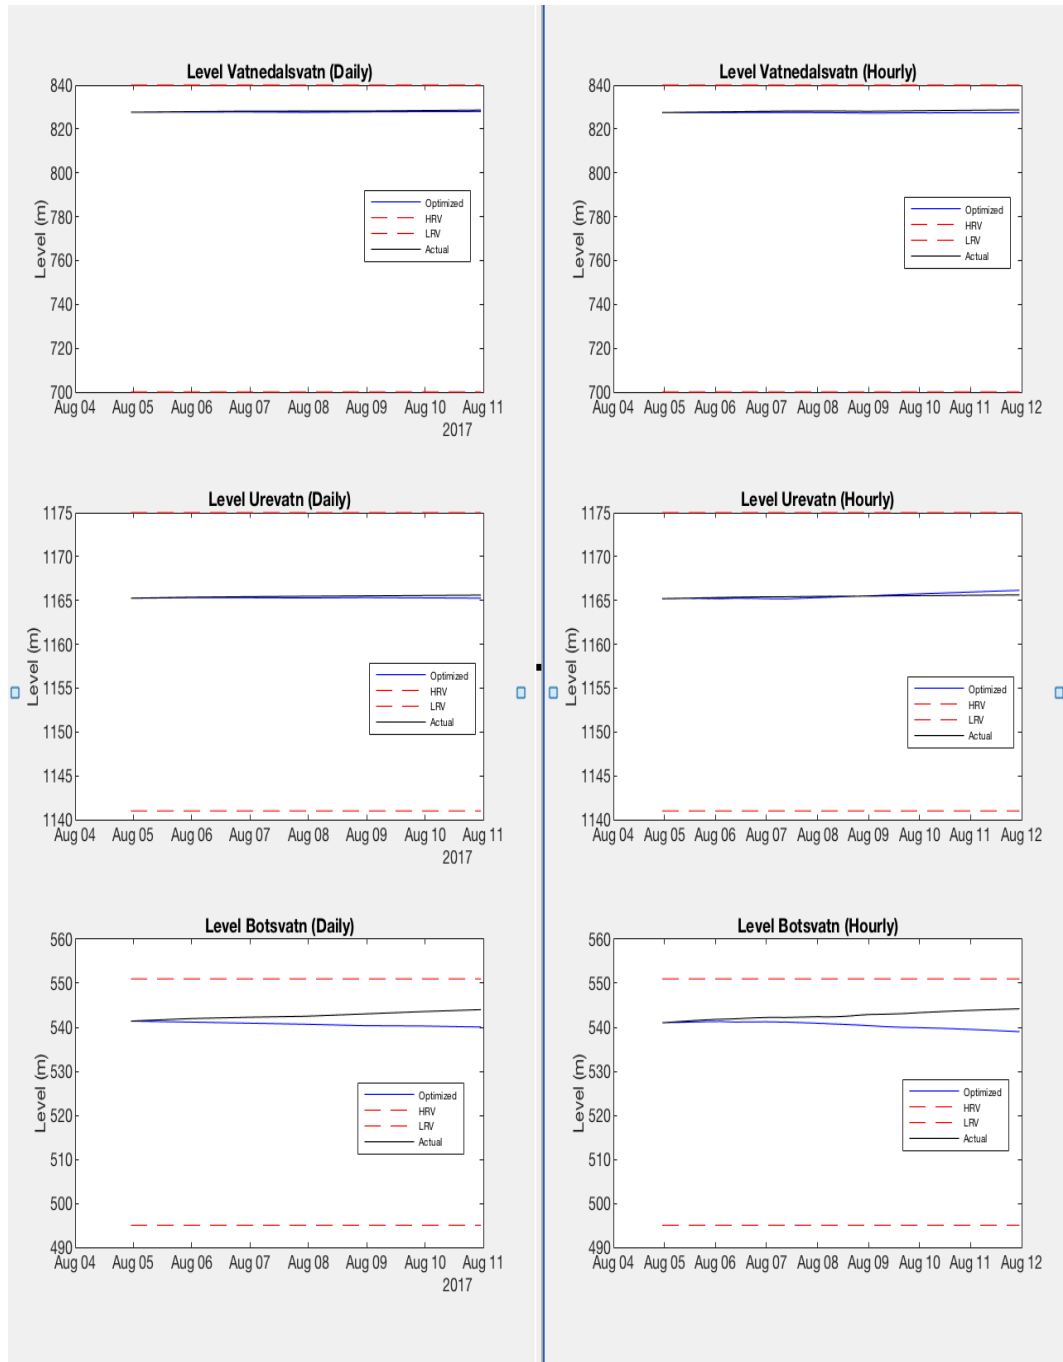 Level Vatnedalsvatn (Daily)
840
820
800
780
760
740
720
700
Level (m)
Optimized
HRV
LRV
Actual
Aug 04 Aug 05 Aug 06 Aug 07 Aug 08 Aug 09 Aug 10 Aug 11
2017
Level Vatnedalsvatn (Hourly)
840
820
800
780
760
740
720
700
Level (m)
Optimized
HRV
LRV
Actual
Aug 04 Aug 05 Aug 06 Aug 07 Aug 08 Aug 09 Aug 10 Aug 11 Aug 12
Level Urevatn (Daily)
1175
1170
1165
1160
1155
1150
1145
1140
Level (m)
Optimized
HRV
LRV
Actual
Aug 04 Aug 05 Aug 06 Aug 07 Aug 08 Aug 09 Aug 10 Aug 11
2017
Level Urevatn (Hourly)
1175
1170
1165
1160
1155
1150
1145
1140
Level (m)
Optimized
HRV
LRV
Actual
Aug 04 Aug 05 Aug 06 Aug 07 Aug 08 Aug 09 Aug 10 Aug 11 Aug 12
Level Botsvatn (Daily)
560
550
540
530
520
510
500
490
Level (m)
Optimized
HRV
LRV
Actual
Aug 04 Aug 05 Aug 06 Aug 07 Aug 08 Aug 09 Aug 10 Aug 11
2017
Level Botsvatn (Hourly)
560
550
540
530
520
510
500
490
Level (m)
Optimized
HRV
LRV
Actual
Aug 04 Aug 05 Aug 06 Aug 07 Aug 08 Aug 09 Aug 10 Aug 11 Aug 12